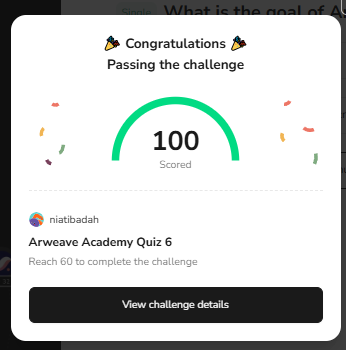 Single What is the goal of A
Congratulations
Passing the challenge
100
Scored
niatibadah
Arweave Academy Quiz 6
Reach 60 to complete the challenge
View challenge details